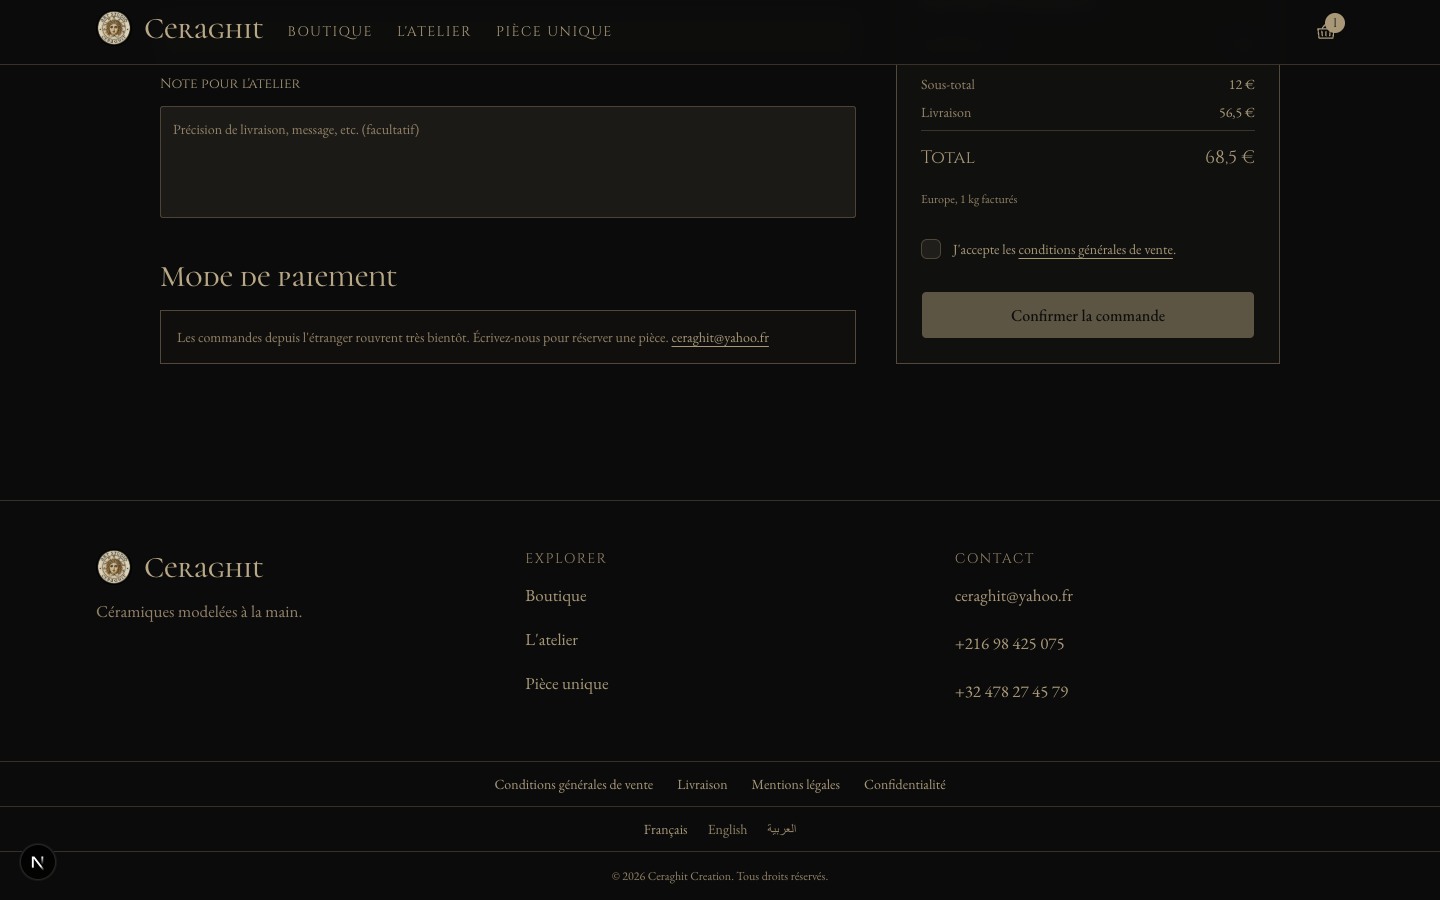 Ceraghit
BOUTIQUE
L'ATELIER
PIÈCE UNIQUE
1
Note pour l'atelier
Précision de livraison, message, etc. (facultatif)
Mode de paiement
Les commandes depuis l'étranger rouvrent très bientôt. Écrivez-nous pour réserver une pièce. ceraghit@yahoo.fr
Sous-total 12 €
Livraison 56,5 €
Total 68,5 €
Europe, 1 kg facturés
J'accepte les conditions générales de vente.
Confirmer la commande
Ceraghit
Céramiques modelées à la main.
EXPLORER
Boutique
L'atelier
Pièce unique
CONTACT
ceraghit@yahoo.fr
+216 98 425 075
+32 478 27 45 79
Conditions générales de vente Livraison Mentions légales Confidentialité
Français English العربية
N
© 2026 Ceraghit Creation. Tous droits réservés.